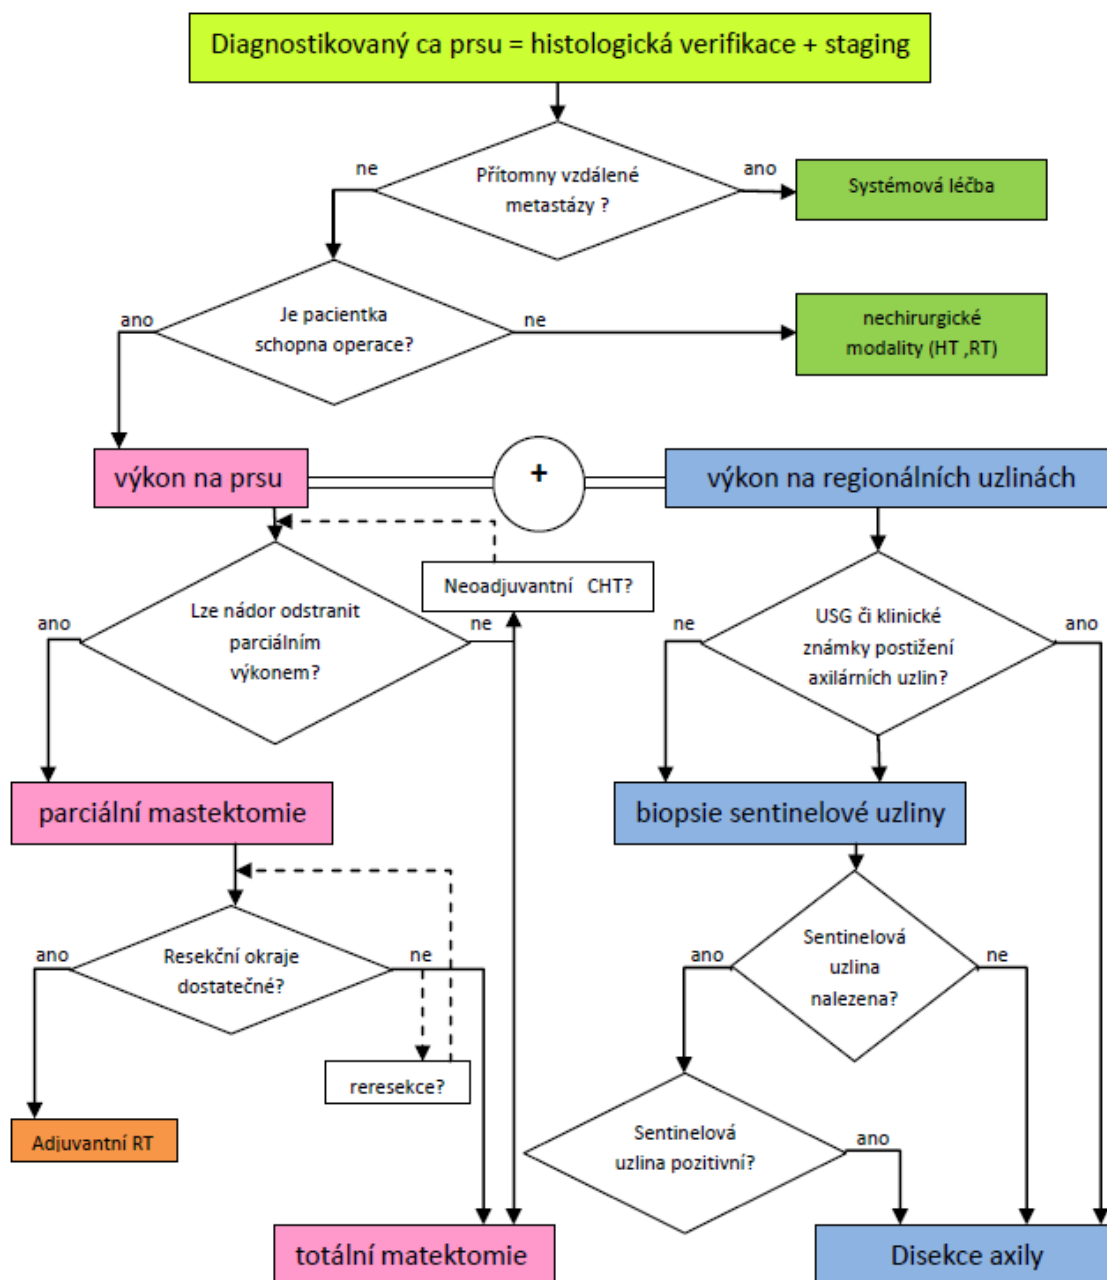 Diagnostikovaný ca prsu = histologická verifikace + staging
ne
Přítomny vzdálené
metastázy ?
ano
Systémová léčba
ano
Je pacientka
schopna operace?
ne
nechirurgické
modality (HT ,RT)
výkon na prsu
+
výkon na regionálních uzlinách
Neoadjuvantní CHT?
ano
Lze nádor odstranit
parciálním
výkonem?
ne
ne
USG či klinické
známky postižení
axilárních uzlin?
ano
parciální mastektomie
biopsie sentinelové uzliny
ano
Resekční okraje
dostatečné?
ne
ano
Sentinelová
uzlina
nalezena?
ne
reresekce?
Adjuvantní RT
Sentinelová
uzlina pozitivní?
ano
totální matektomie
Disekce axily